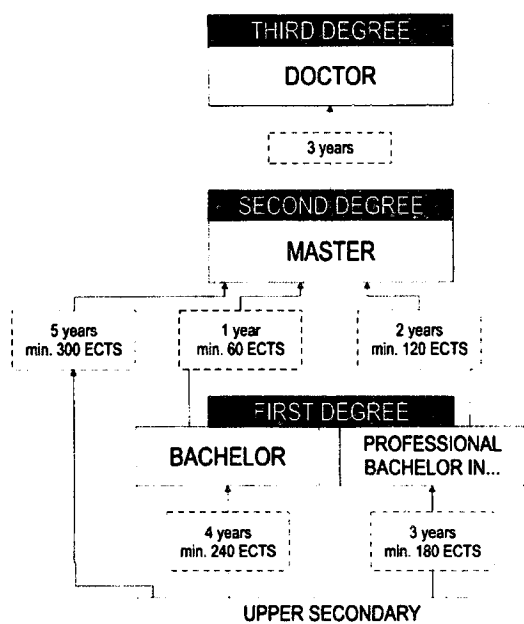 THIRD DEGREE
DOCTOR
3 years
SECOND DEGREE
MASTER
5 years
min. 300 ECTS
1 year
min. 60 ECTS
2 years
min. 120 ECTS
FIRST DEGREE
BACHELOR
PROFESSIONAL
BACHELOR IN...
4 years
min. 240 ECTS
3 years
min. 180 ECTS
UPPER SECONDARY